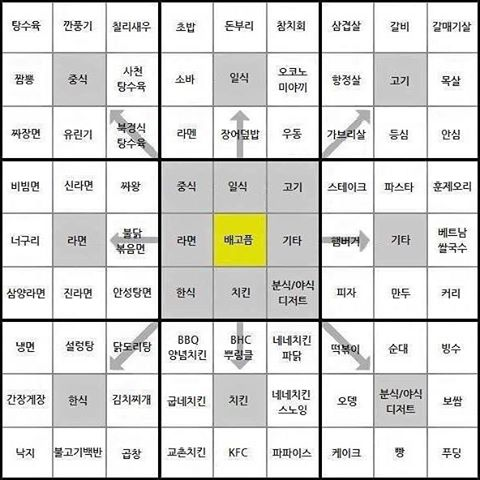 탕수육 깐풍기 칠리새우 초밥 돈부리 참치회 삼겹살 갈비 갈매기살
짬뽕 중식 사천 탕수육 소바 일식 오코노 미야끼 항정살 고기 목살
짜장면 유린기 북경식 탕수육 라멘 장어덮밥 우동 가브리살 등심 안심
비빔면 신라면 짜왕 중식 일식 고기 스테이크 파스타 훈제오리
너구리 라면 불닭 볶음면 라면 배고픔 기타 햄버거 기타 베트남 쌀국수
삼양라면 진라면 안성탕면 한식 치킨 분식/야식 디저트 피자 만두 커리
냉면 설렁탕 닭도리탕 BBQ 양념치킨 BHC 뿌링클 네네치킨 파닭 떡볶이 순대 빙수
간장게장 한식 김치찌개 굽네치킨 치킨 네네치킨 스노윙 오뎅 분식/야식 디저트 보쌈
낙지 불고기백반 곱창 교촌치킨 KFC 파파이스 케이크 빵 푸딩